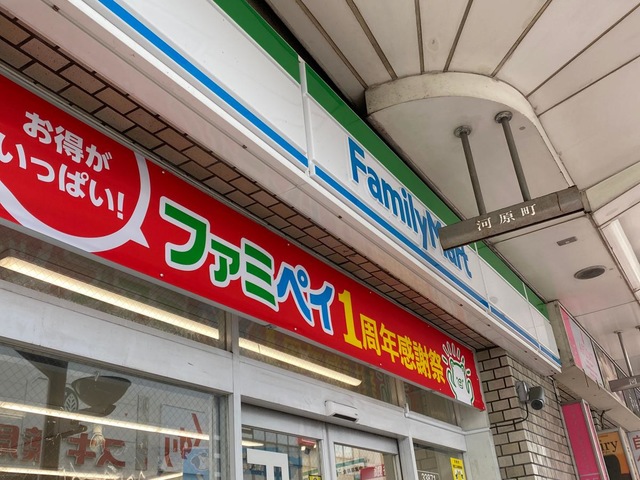 お得が
いっぱい!
ファミペイ
1周年感謝祭
FamilyMart
河原町